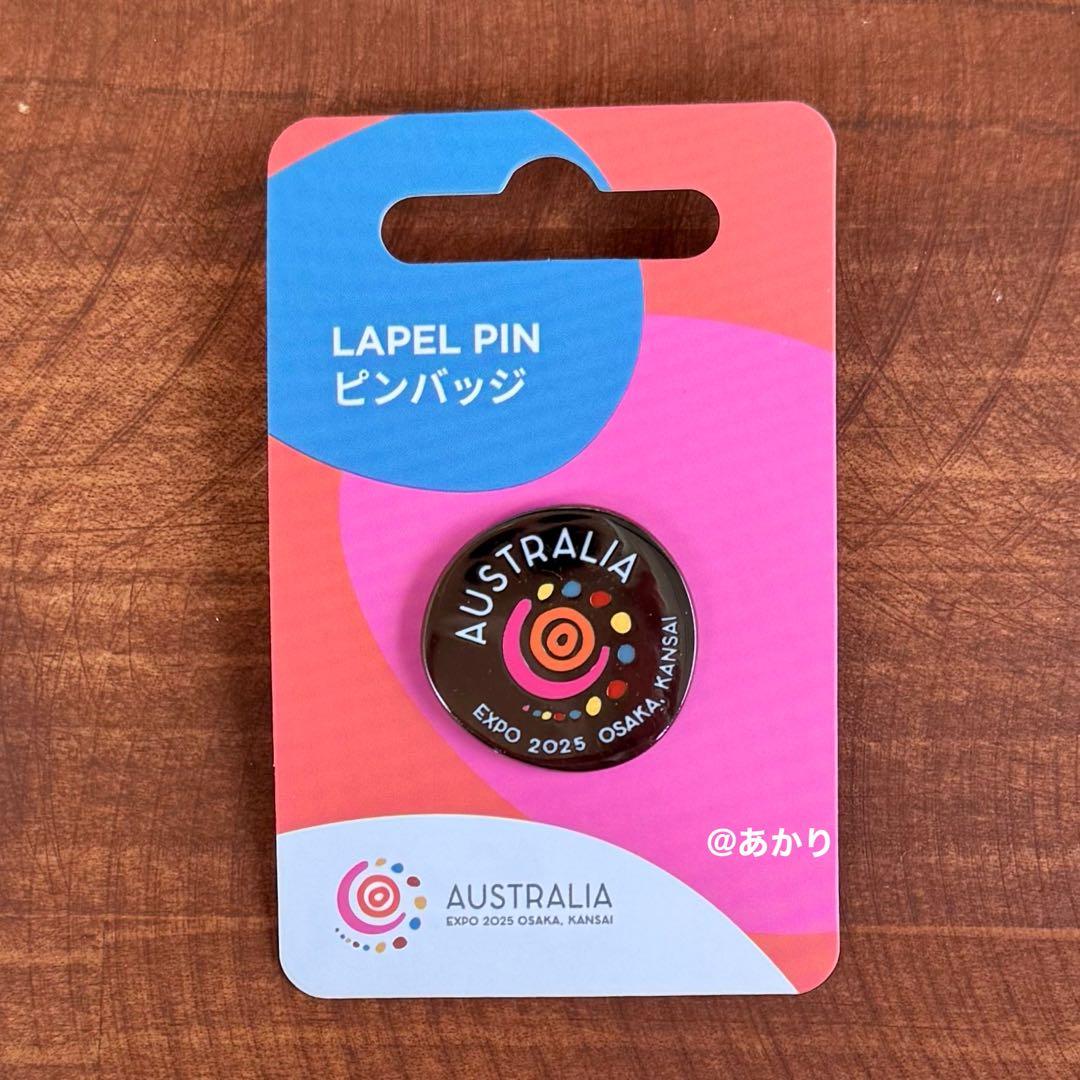 LAPEL PIN
ピンバッジ
AUSTRALIA
EXPO 2025 OSAKA, KANSAI
@あかり
AUSTRALIA
EXPO 2025 OSAKA, KANSAI